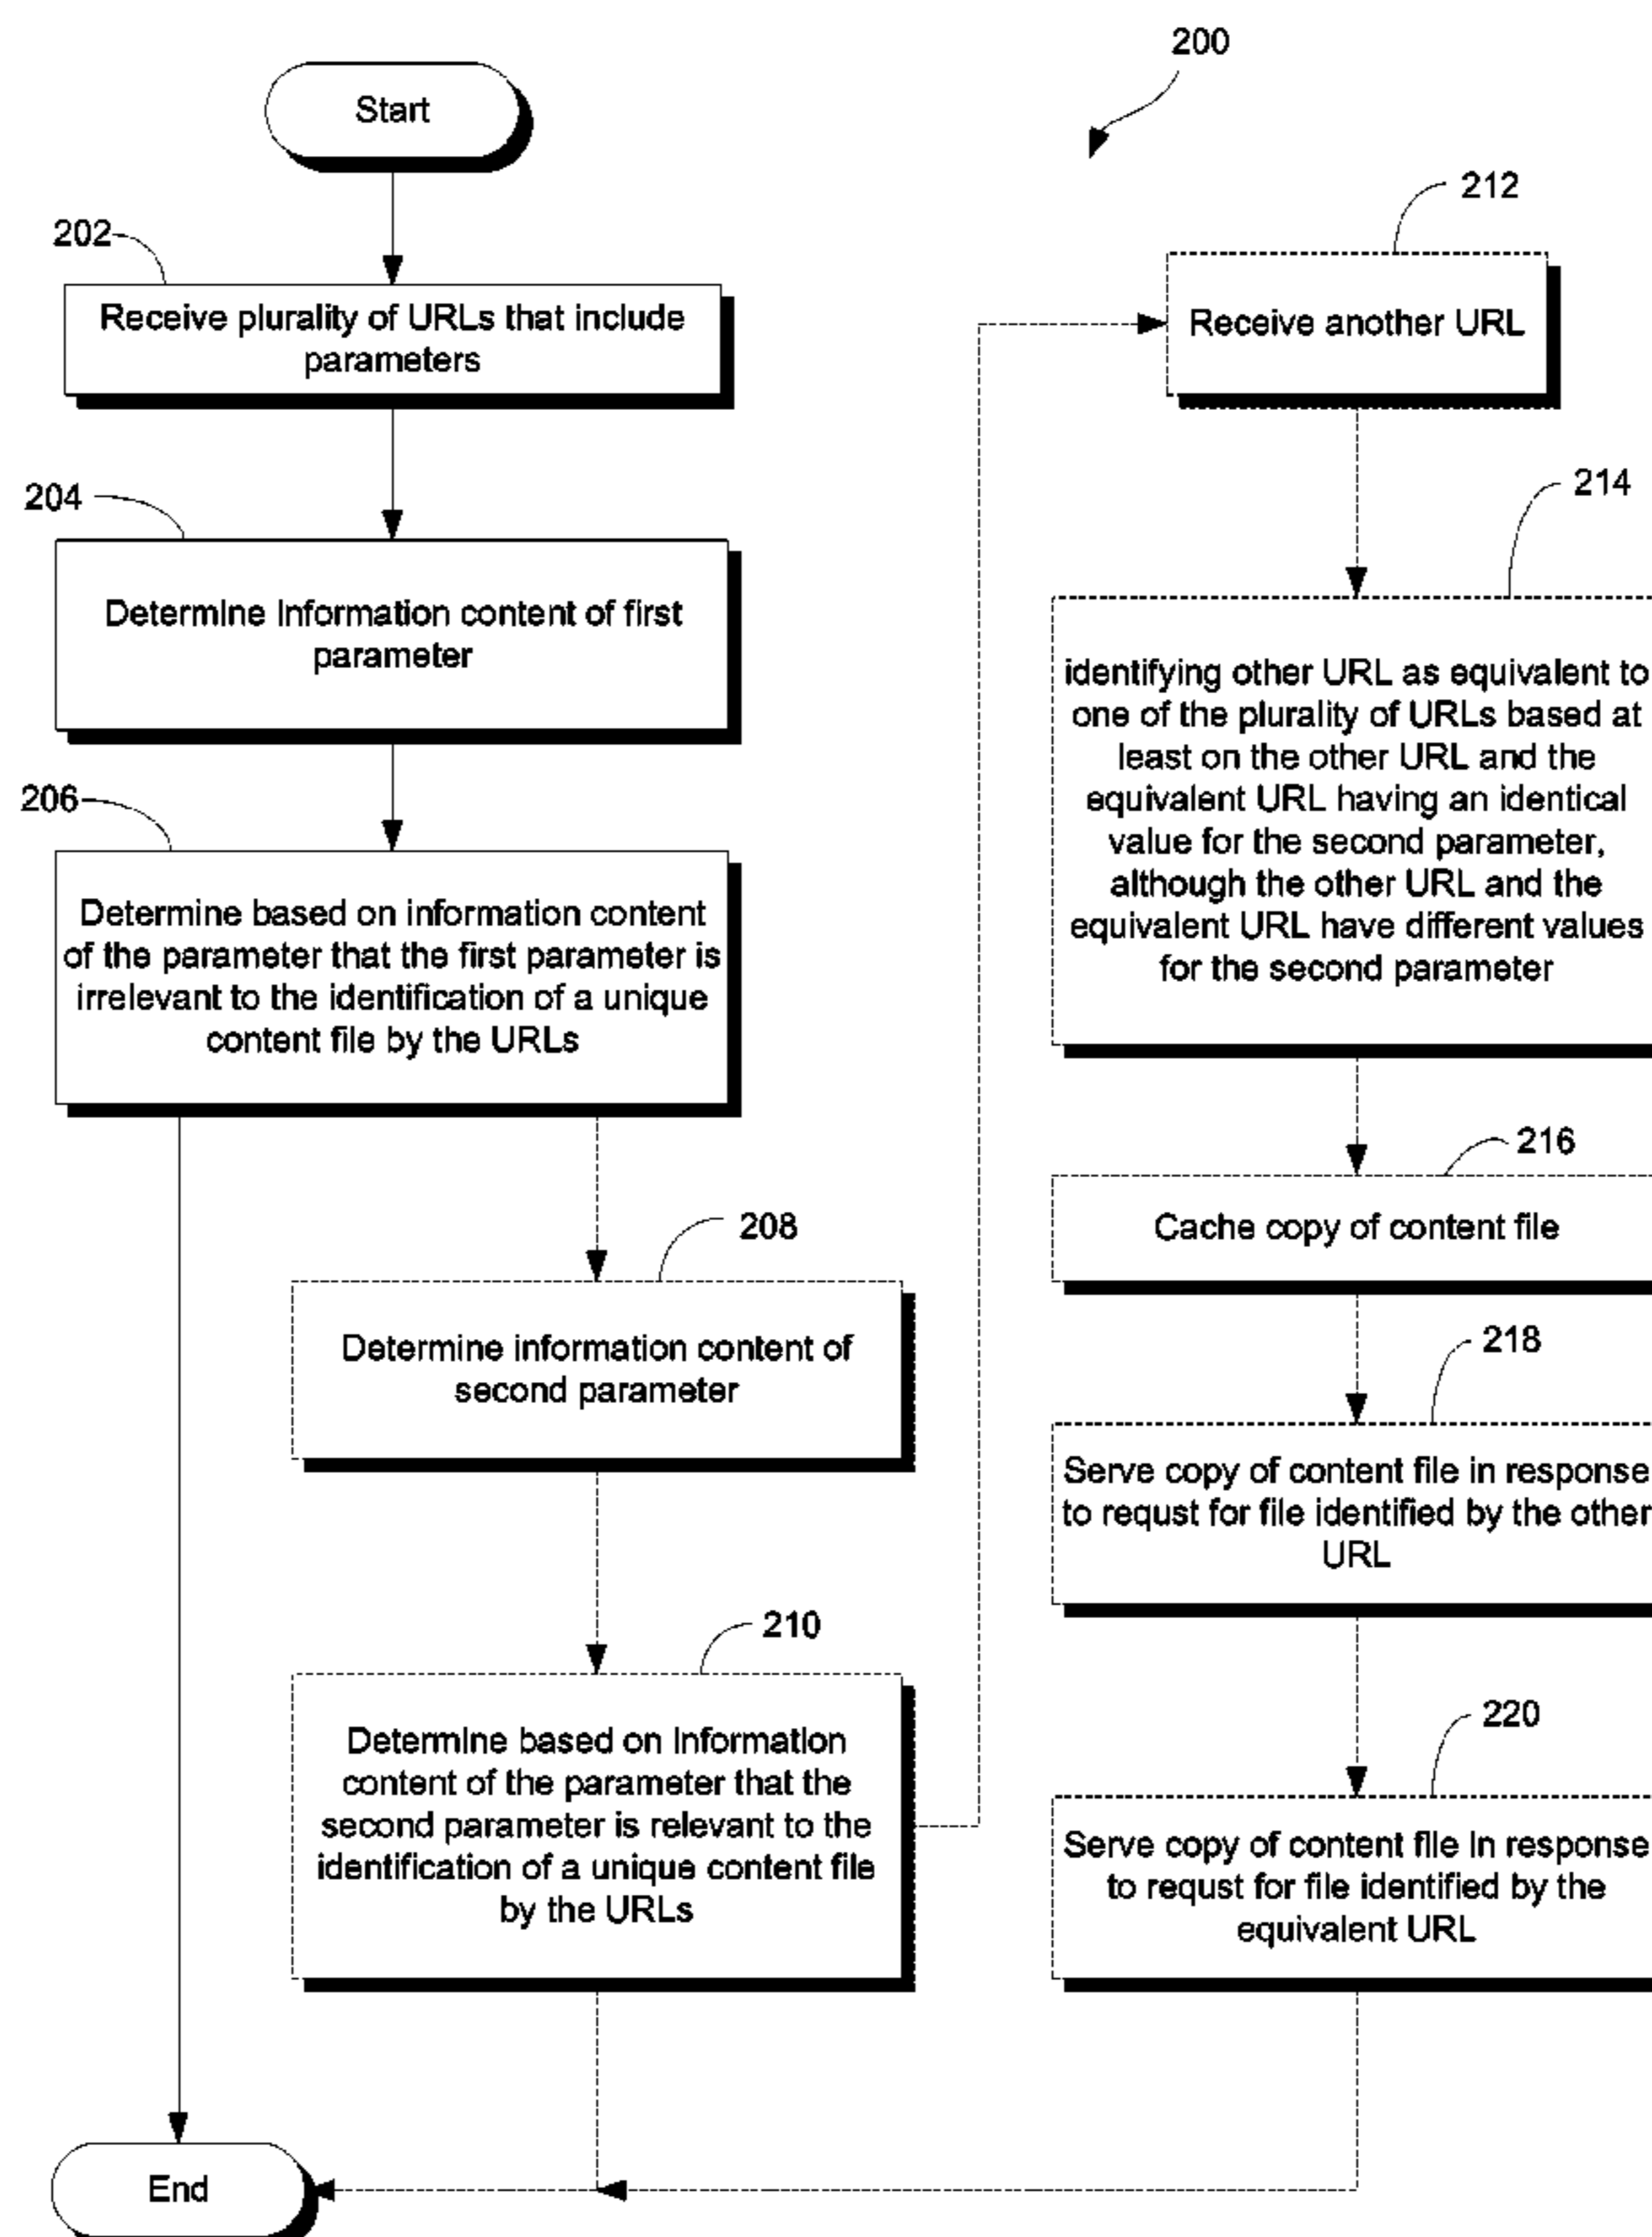 200
Start
202
Receive plurality of URLs that include
parameters
204
Determine information content of first
parameter
206
Determine based on information content
of the parameter that the first parameter is
irrelevant to the identification of a unique
content file by the URLs
208
Determine information content of
second parameter
210
Determine based on information
content of the parameter that the
second parameter is relevant to the
identification of a unique content file
by the URLs
End
212
Receive another URL
214
identifying other URL as equivalent to
one of the plurality of URLs based at
least on the other URL and the
equivalent URL having an identical
value for the second parameter,
although the other URL and the
equivalent URL have different values
for the second parameter
216
Cache copy of content file
218
Serve copy of content file in response
to requst for file identified by the other
URL
220
Serve copy of content file in response
to requst for file identified by the
equivalent URL